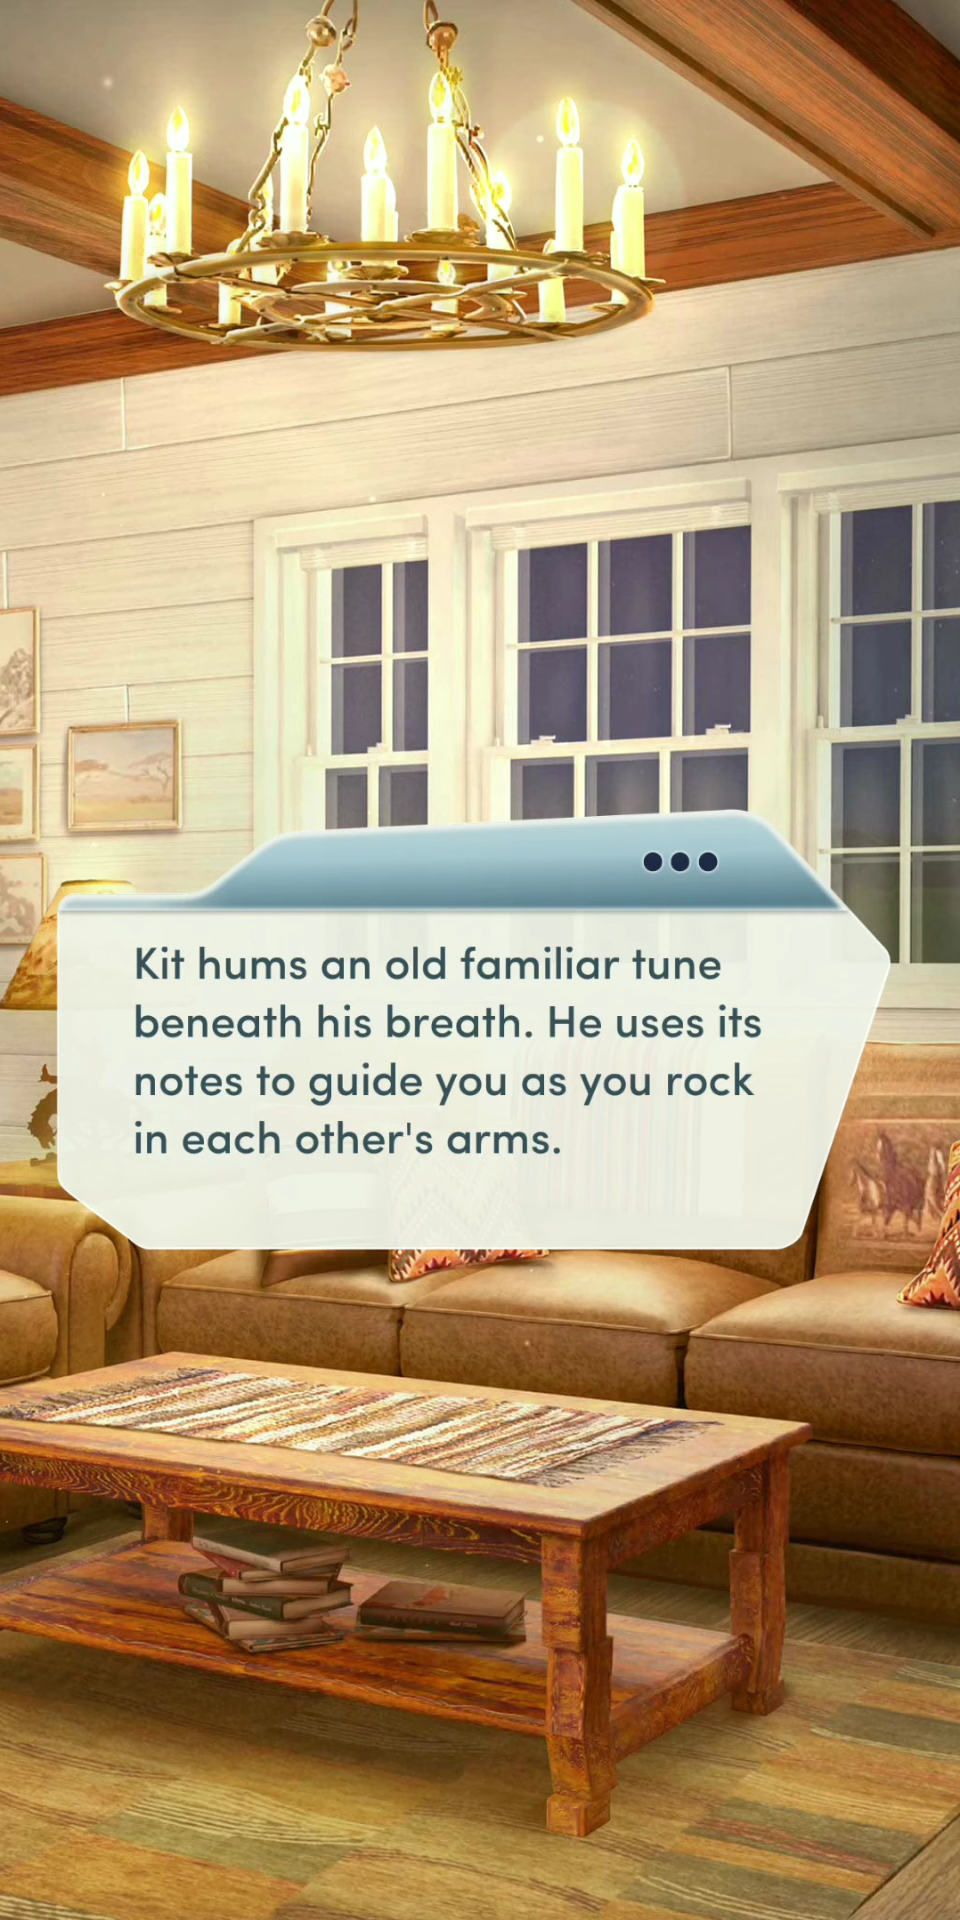 Kit hums an old familiar tune
beneath his breath. He uses its
notes to guide you as you rock
in each other's arms.